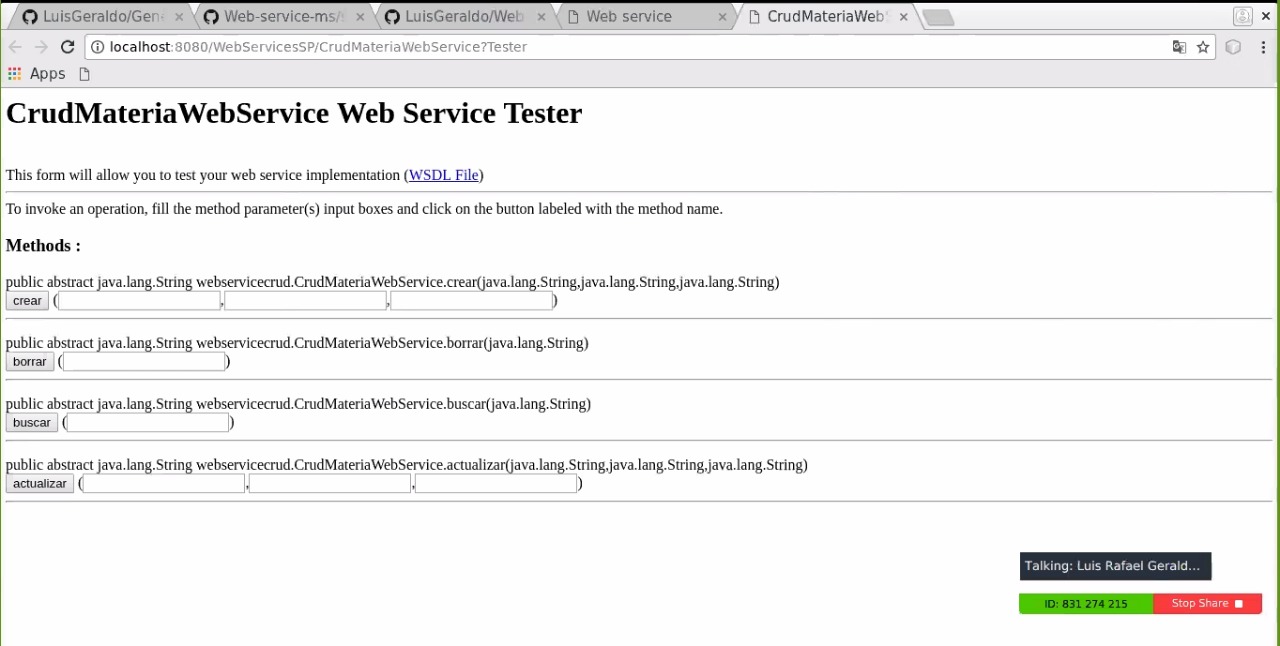 LuisGeraldo/Gen
Web-service-ms/s
LuisGeraldo/Web
Web service
CrudMateriaWebS
localhost:8080/WebServicesSP/CrudMateriaWebService?Tester
Apps
CrudMateriaWebService Web Service Tester
This form will allow you to test your web service implementation (WSDL File)
To invoke an operation, fill the method parameter(s) input boxes and click on the button labeled with the method name.
Methods :
public abstract java.lang.String webservicecrud.CrudMateriaWebService.crear(java.lang.String,java.lang.String,java.lang.String)
crear ( , , )
public abstract java.lang.String webservicecrud.CrudMateriaWebService.borrar(java.lang.String)
borrar ( )
public abstract java.lang.String webservicecrud.CrudMateriaWebService.buscar(java.lang.String)
buscar ( )
public abstract java.lang.String webservicecrud.CrudMateriaWebService.actualizar(java.lang.String,java.lang.String,java.lang.String)
actualizar ( , , )
Talking: Luis Rafael Gerald...
ID: 831 274 215 Stop Share